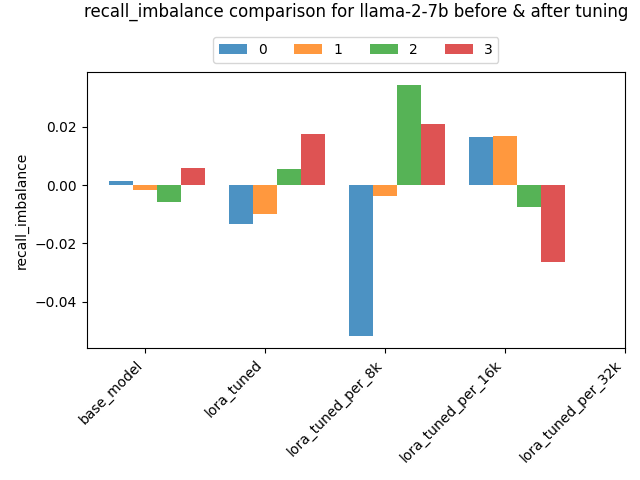 recall_imbalance comparison for llama-2-7b before & after tuning
0 1 2 3
0.02
0.00
−0.02
−0.04
recall_imbalance
base_model
lora_tuned
lora_tuned_per_8k
lora_tuned_per_16k
lora_tuned_per_32k